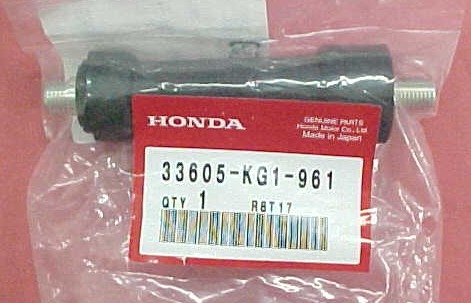 HONDA
GENUINE PARTS
Honda Motor Co., Ltd.
Made in Japan
33605-KG1-961
QTY 1 R8T17